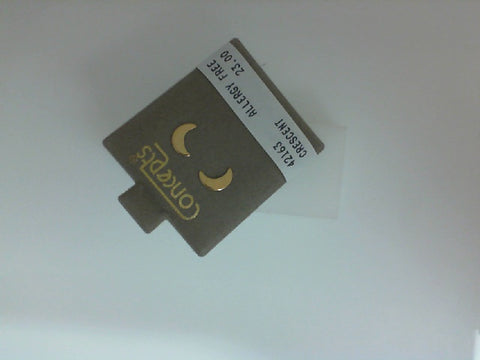 42163 ALLERGY FREE
CRESCENT 23.00
Concepts